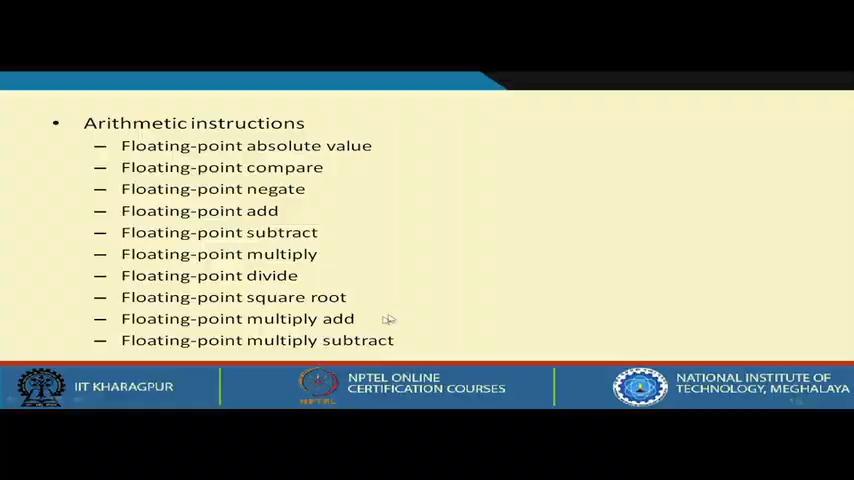 • Arithmetic instructions
– Floating-point absolute value
– Floating-point compare
– Floating-point negate
– Floating-point add
– Floating-point subtract
– Floating-point multiply
– Floating-point divide
– Floating-point square root
– Floating-point multiply add
– Floating-point multiply subtract
IIT KHARAGPUR
NPTEL
NPTEL ONLINE
CERTIFICATION COURSES
NATIONAL INSTITUTE OF
TECHNOLOGY, MEGHALAYA